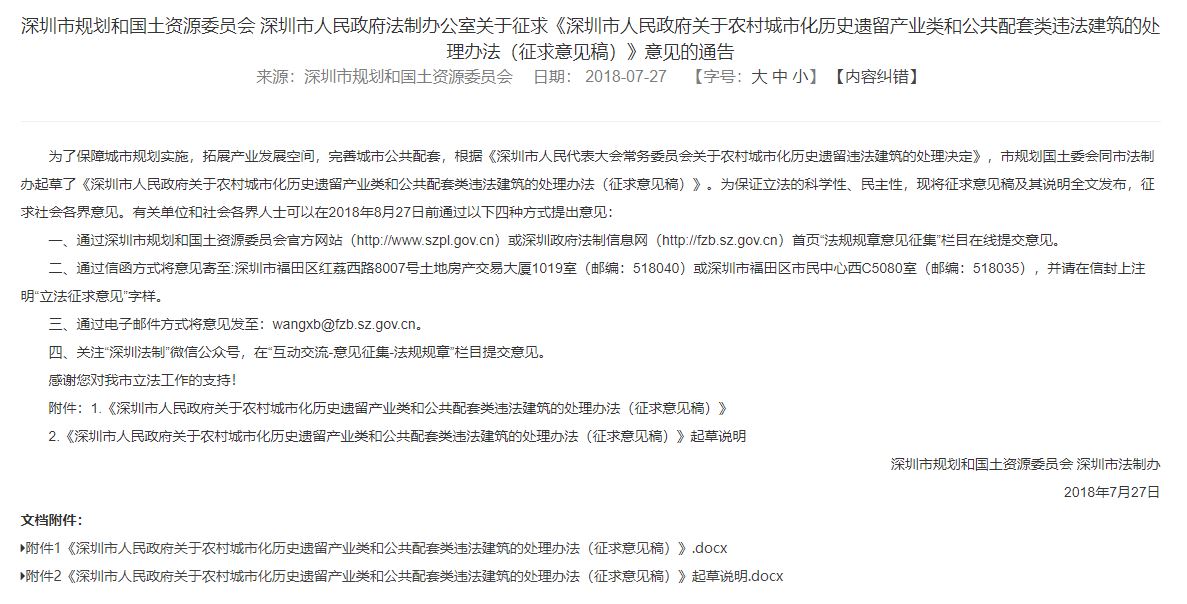 深圳市规划和国土资源委员会 深圳市人民政府法制办公室关于征求《深圳市人民政府关于农村城市化历史遗留产业类和公共配套类违法建筑的处
理办法（征求意见稿）》意见的通告
来源：深圳市规划和国土资源委员会 日期： 2018-07-27 【字号：大 中 小】 【内容纠错】
为了保障城市规划实施，拓展产业发展空间，完善城市公共配套，根据《深圳市人民代表大会常务委员会关于农村城市化历史遗留违法建筑的处理决定》，市规划国土委会同市法制
办起草了《深圳市人民政府关于农村城市化历史遗留产业类和公共配套类违法建筑的处理办法（征求意见稿）》。为保证立法的科学性、民主性，现将征求意见稿及其说明全文发布，征
求社会各界意见。有关单位和社会各界人士可以在2018年8月27日前通过以下四种方式提出意见：
一、通过深圳市规划和国土资源委员会官方网站（http://www.szpl.gov.cn）或深圳政府法制信息网（http://fzb.sz.gov.cn）首页“法规规章意见征集”栏目在线提交意见。
二、通过信函方式将意见寄至:深圳市福田区红荔西路8007号土地房产交易大厦1019室（邮编：518040）或深圳市福田区市民中心西C5080室（邮编：518035），并请在信封上注
明“立法征求意见”字样。
三、通过电子邮件方式将意见发至：wangxb@fzb.sz.gov.cn。
四、关注“深圳法制”微信公众号，在“互动交流-意见征集-法规规章”栏目提交意见。
感谢您对我市立法工作的支持！
附件：1.《深圳市人民政府关于农村城市化历史遗留产业类和公共配套类违法建筑的处理办法（征求意见稿）》
2.《深圳市人民政府关于农村城市化历史遗留产业类和公共配套类违法建筑的处理办法（征求意见稿）》起草说明
深圳市规划和国土资源委员会 深圳市法制办
2018年7月27日
文档附件：
附件1《深圳市人民政府关于农村城市化历史遗留产业类和公共配套类违法建筑的处理办法（征求意见稿）》.docx
附件2《深圳市人民政府关于农村城市化历史遗留产业类和公共配套类违法建筑的处理办法（征求意见稿）》起草说明.docx